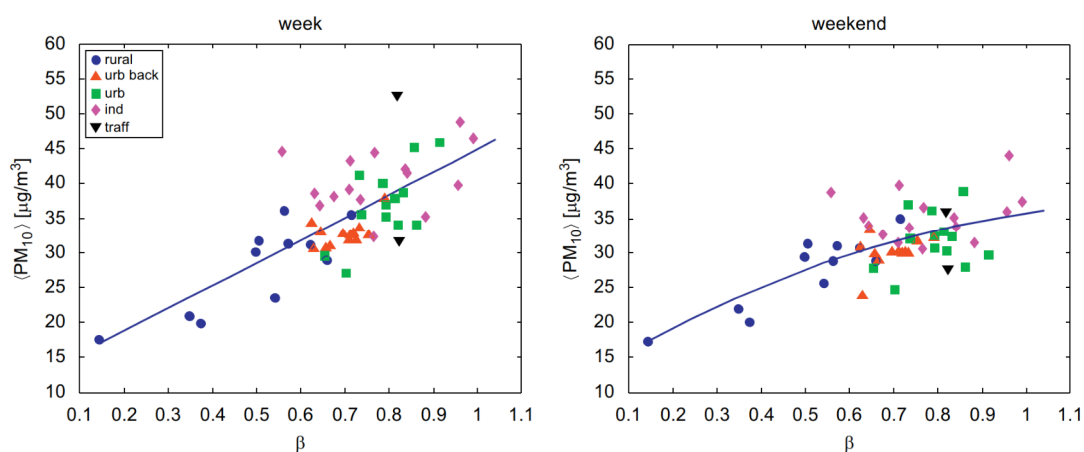 week
60
55
50
45
40
35
30
25
20
15
10
⟨PM10⟩ [μg/m³]
rural
urb back
urb
ind
traff
0.1 0.2 0.3 0.4 0.5 0.6 0.7 0.8 0.9 1 1.1
β
weekend
60
55
50
45
40
35
30
25
20
15
10
⟨PM10⟩ [μg/m³]
0.1 0.2 0.3 0.4 0.5 0.6 0.7 0.8 0.9 1 1.1
β